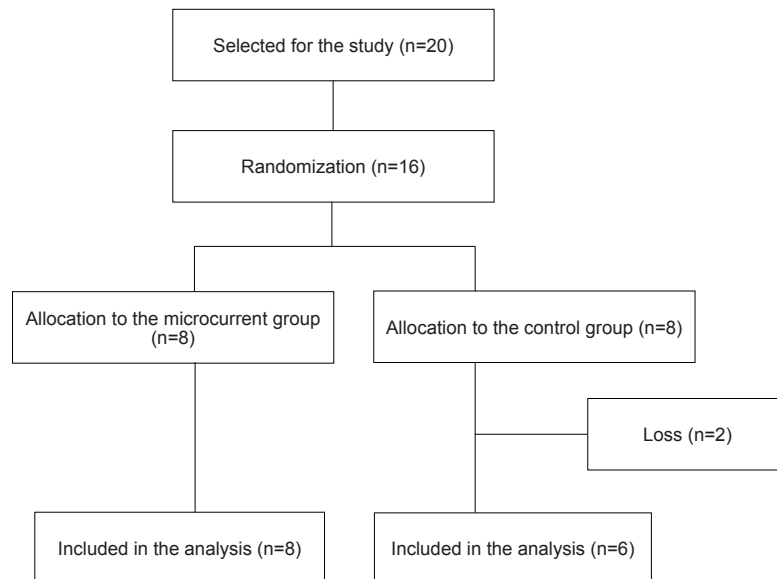 Selected for the study (n=20)
Randomization (n=16)
Allocation to the microcurrent group
(n=8)
Allocation to the control group (n=8)
Loss (n=2)
Included in the analysis (n=8)
Included in the analysis (n=6)